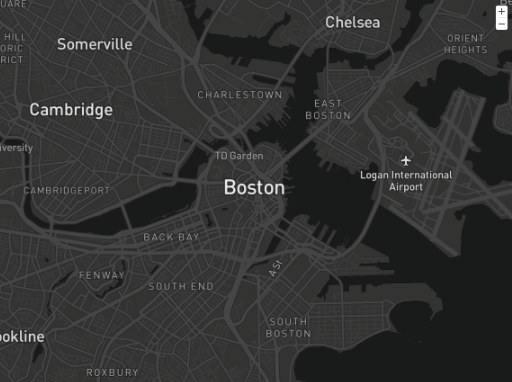 Chelsea
Somerville
HILL
ORIC
RICT
ORIENT
HEIGHTS
CHARLESTOWN
Cambridge
EAST
BOSTON
iversity
TD Garden
Logan International
Airport
CAMBRIDGEPORT
Boston
BACK BAY
FENWAY
SOUTH END
SOUTH
BOSTON
ookline
ROXBURY
+
-